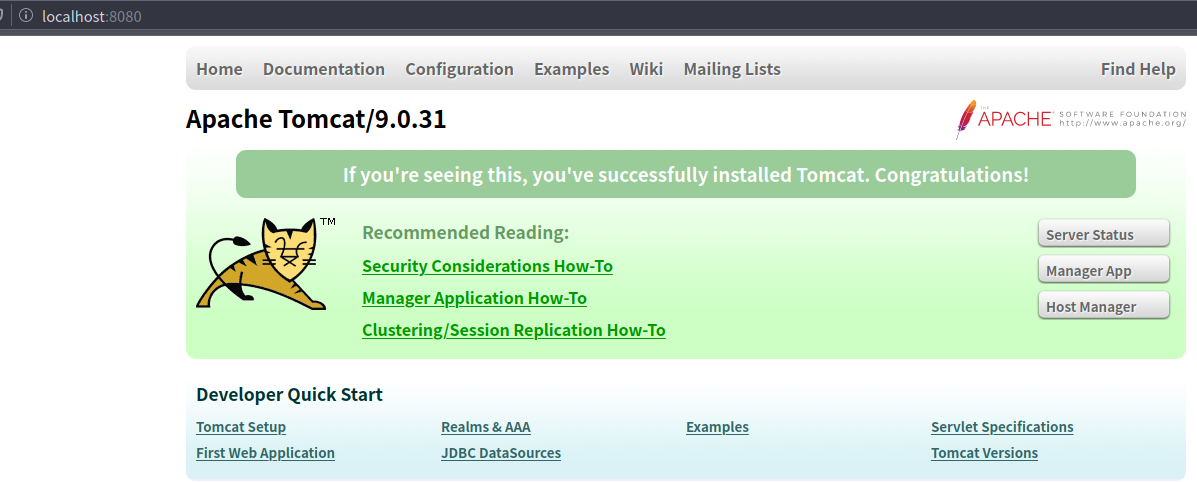 localhost:8080
Home Documentation Configuration Examples Wiki Mailing Lists Find Help
Apache Tomcat/9.0.31
THE APACHE® SOFTWARE FOUNDATION
http://www.apache.org/
If you're seeing this, you've successfully installed Tomcat. Congratulations!
TM
Recommended Reading:
Security Considerations How-To
Manager Application How-To
Clustering/Session Replication How-To
Server Status
Manager App
Host Manager
Developer Quick Start
Tomcat Setup Realms & AAA Examples Servlet Specifications
First Web Application JDBC DataSources Tomcat Versions